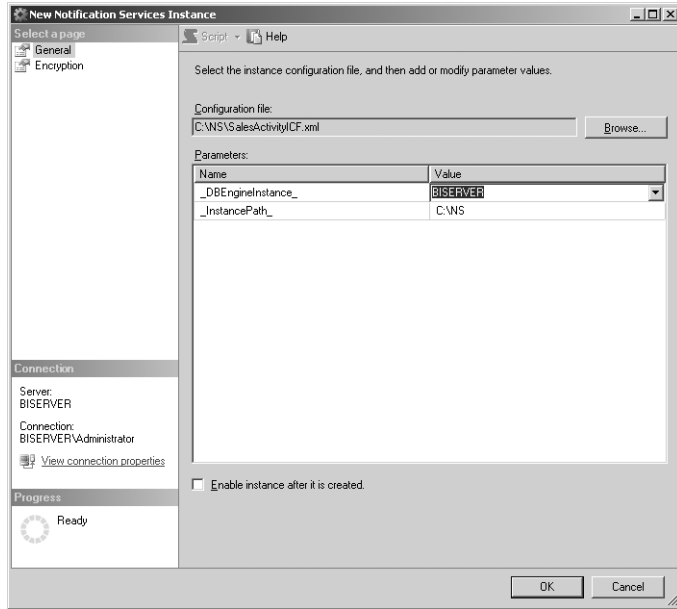 New Notification Services Instance
Select a page
General
Encryption
Script Help
Select the instance configuration file, and then add or modify parameter values.
Configuration file:
C:\NS\SalesActivityICF.xml
Browse...
Parameters:
Name Value
_DBEngineInstance_ BISERVER
_InstancePath_ C:\NS
Connection
Server:
BISERVER
Connection:
BISERVER\Administrator
View connection properties
Enable instance after it is created.
Progress
Ready
OK Cancel